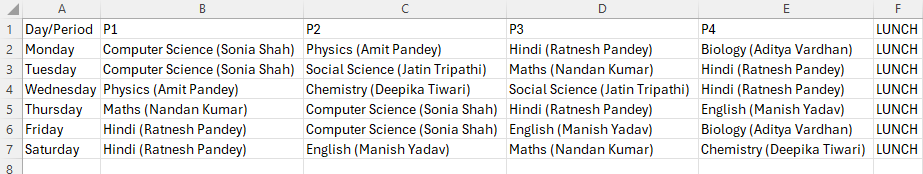 A B C D E F
1 Day/Period P1 P2 P3 P4 LUNCH
2 Monday Computer Science (Sonia Shah) Physics (Amit Pandey) Hindi (Ratnesh Pandey) Biology (Aditya Vardhan) LUNCH
3 Tuesday Computer Science (Sonia Shah) Social Science (Jatin Tripathi) Maths (Nandan Kumar) Hindi (Ratnesh Pandey) LUNCH
4 Wednesday Physics (Amit Pandey) Chemistry (Deepika Tiwari) Social Science (Jatin Tripathi) Hindi (Ratnesh Pandey) LUNCH
5 Thursday Maths (Nandan Kumar) Computer Science (Sonia Shah) Hindi (Ratnesh Pandey) English (Manish Yadav) LUNCH
6 Friday Hindi (Ratnesh Pandey) Computer Science (Sonia Shah) English (Manish Yadav) Biology (Aditya Vardhan) LUNCH
7 Saturday Hindi (Ratnesh Pandey) English (Manish Yadav) Maths (Nandan Kumar) Chemistry (Deepika Tiwari) LUNCH
8